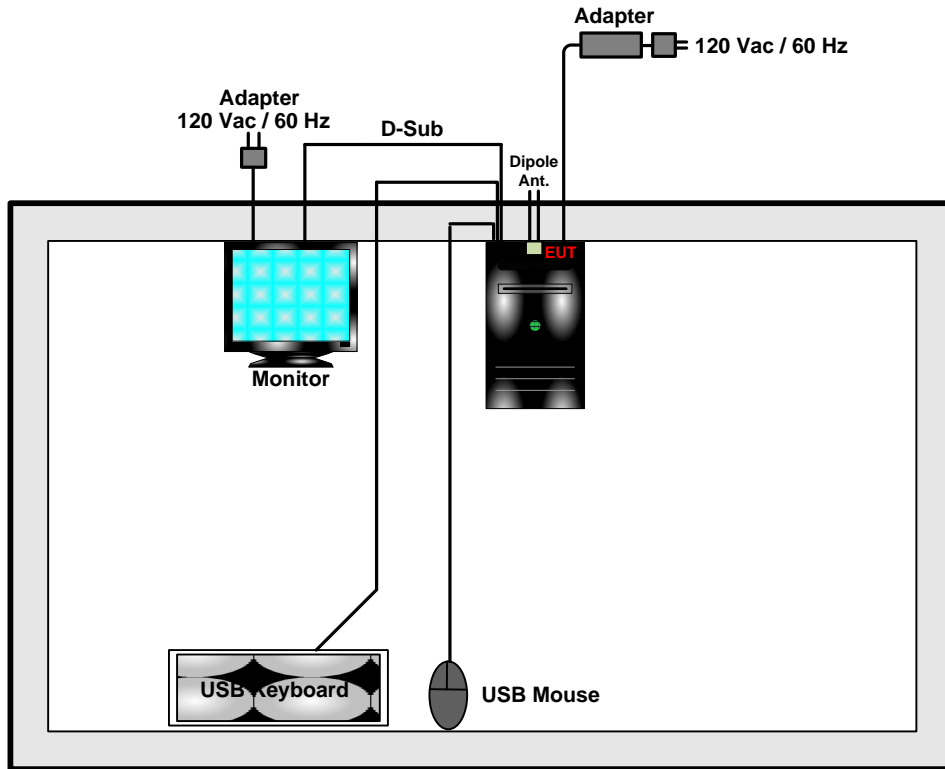 Adapter
120 Vac / 60 Hz
Adapter
120 Vac / 60 Hz
D-Sub
Dipole
Ant.
EUT
Monitor
USB Keyboard
USB Mouse